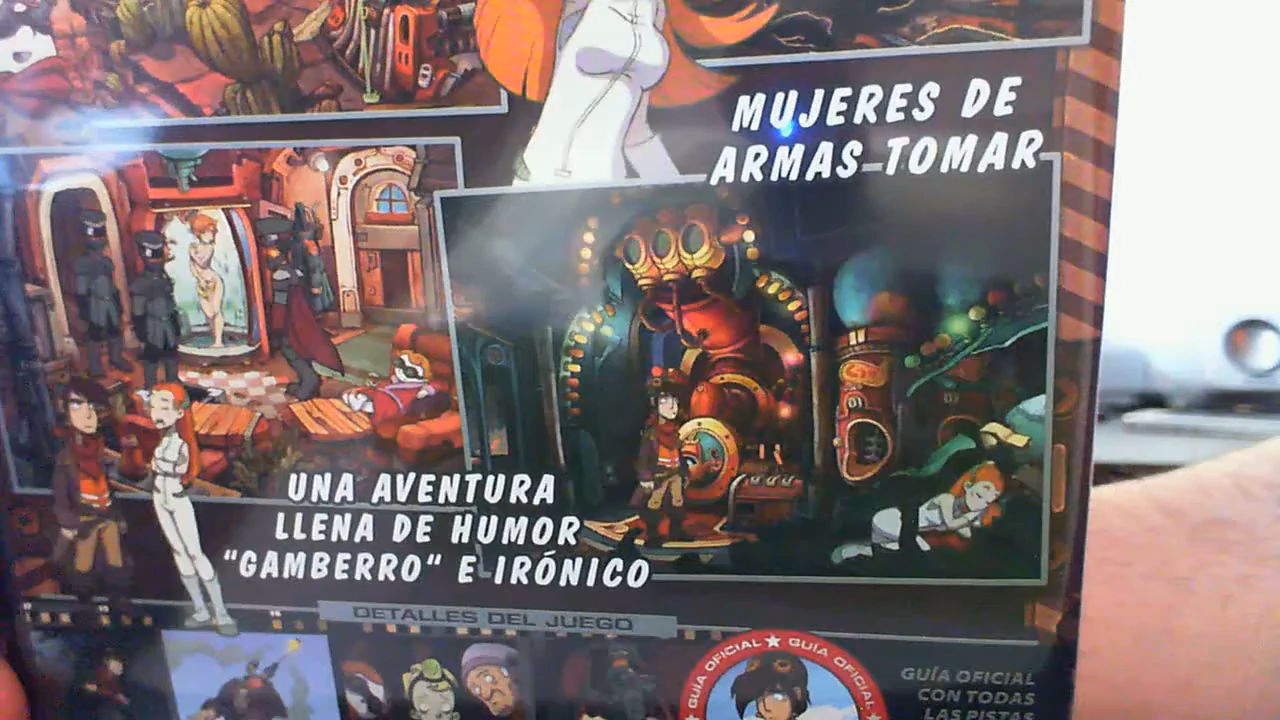 MUJERES DE
ARMAS TOMAR
UNA AVENTURA
LLENA DE HUMOR
"GAMBERRO" E IRÓNICO
DETALLES DEL JUEGO
GUÍA OFICIAL ★ GUÍA OFICIAL ★
GUÍA OFICIAL
CON TODAS
LAS PISTAS